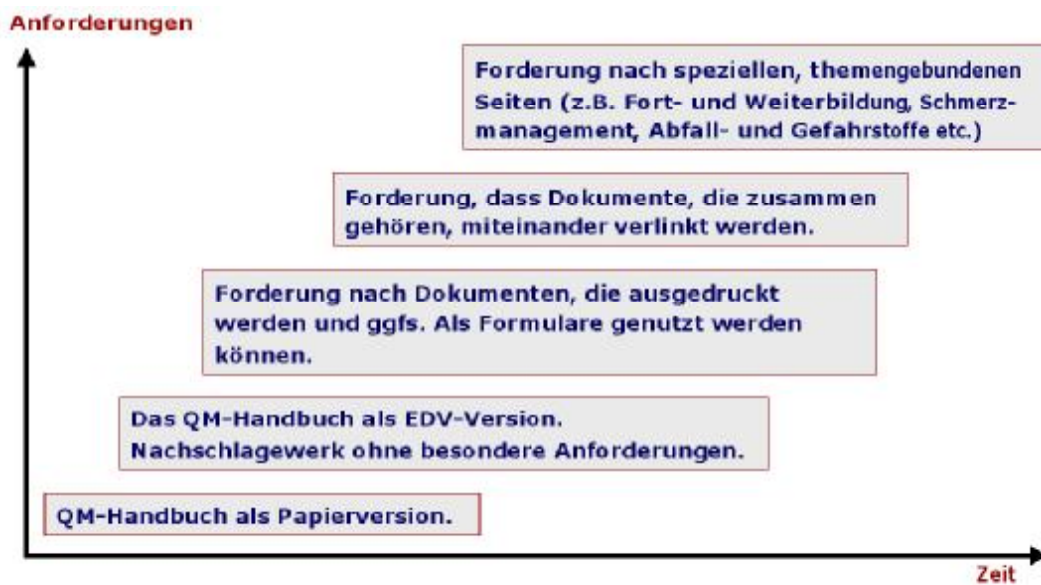 Anforderungen
Forderung nach speziellen, themengebundenen
Seiten (z.B. Fort- und Weiterbildung, Schmerz-
management, Abfall- und Gefahrstoffe etc.)
Forderung, dass Dokumente, die zusammen
gehören, miteinander verlinkt werden.
Forderung nach Dokumenten, die ausgedruckt
werden und ggfs. Als Formulare genutzt werden
können.
Das QM-Handbuch als EDV-Version.
Nachschlagewerk ohne besondere Anforderungen.
QM-Handbuch als Papierversion.
Zeit